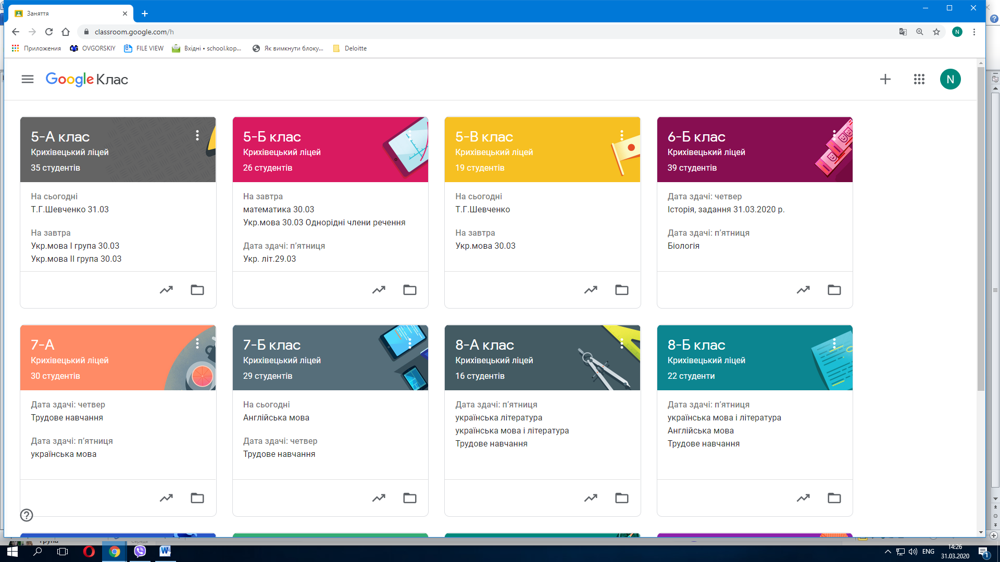 Заняття
classroom.google.com/h
Приложения
OVGORSKIY
FILE VIEW
Вхідні • school.kop...
Як вимкнути блоку...
Deloitte
Google Клас
N
5-А клас
Крихівецький ліцей
35 студентів
На сьогодні
Т.Г.Шевченко 31.03
На завтра
Укр.мова І група 30.03
Укр.мова ІІ група 30.03
5-Б клас
Крихівецький ліцей
26 студентів
На завтра
математика 30.03
Укр.мова 30.03 Однорідні члени речення
Дата здачі: п’ятниця
Укр. літ.29.03
5-В клас
Крихівецький ліцей
19 студентів
На сьогодні
Т.Г.Шевченко
На завтра
Укр.мова 30.03
6-Б клас
Крихівецький ліцей
39 студентів
Дата здачі: четвер
Історія, задання 31.03.2020 р.
Дата здачі: п’ятниця
Біологія
7-А
Крихівецький ліцей
30 студентів
Дата здачі: четвер
Трудове навчання
Дата здачі: п’ятниця
українська мова
7-Б клас
Крихівецький ліцей
29 студентів
На сьогодні
Англійська мова
Дата здачі: четвер
Трудове навчання
8-А клас
Крихівецький ліцей
16 студентів
Дата здачі: п’ятниця
українська література
українська мова і література
Трудове навчання
8-Б клас
Крихівецький ліцей
22 студенти
Дата здачі: п’ятниця
українська мова і література
Англійська мова
Трудове навчання
ENG
14:26
31.03.2020
1